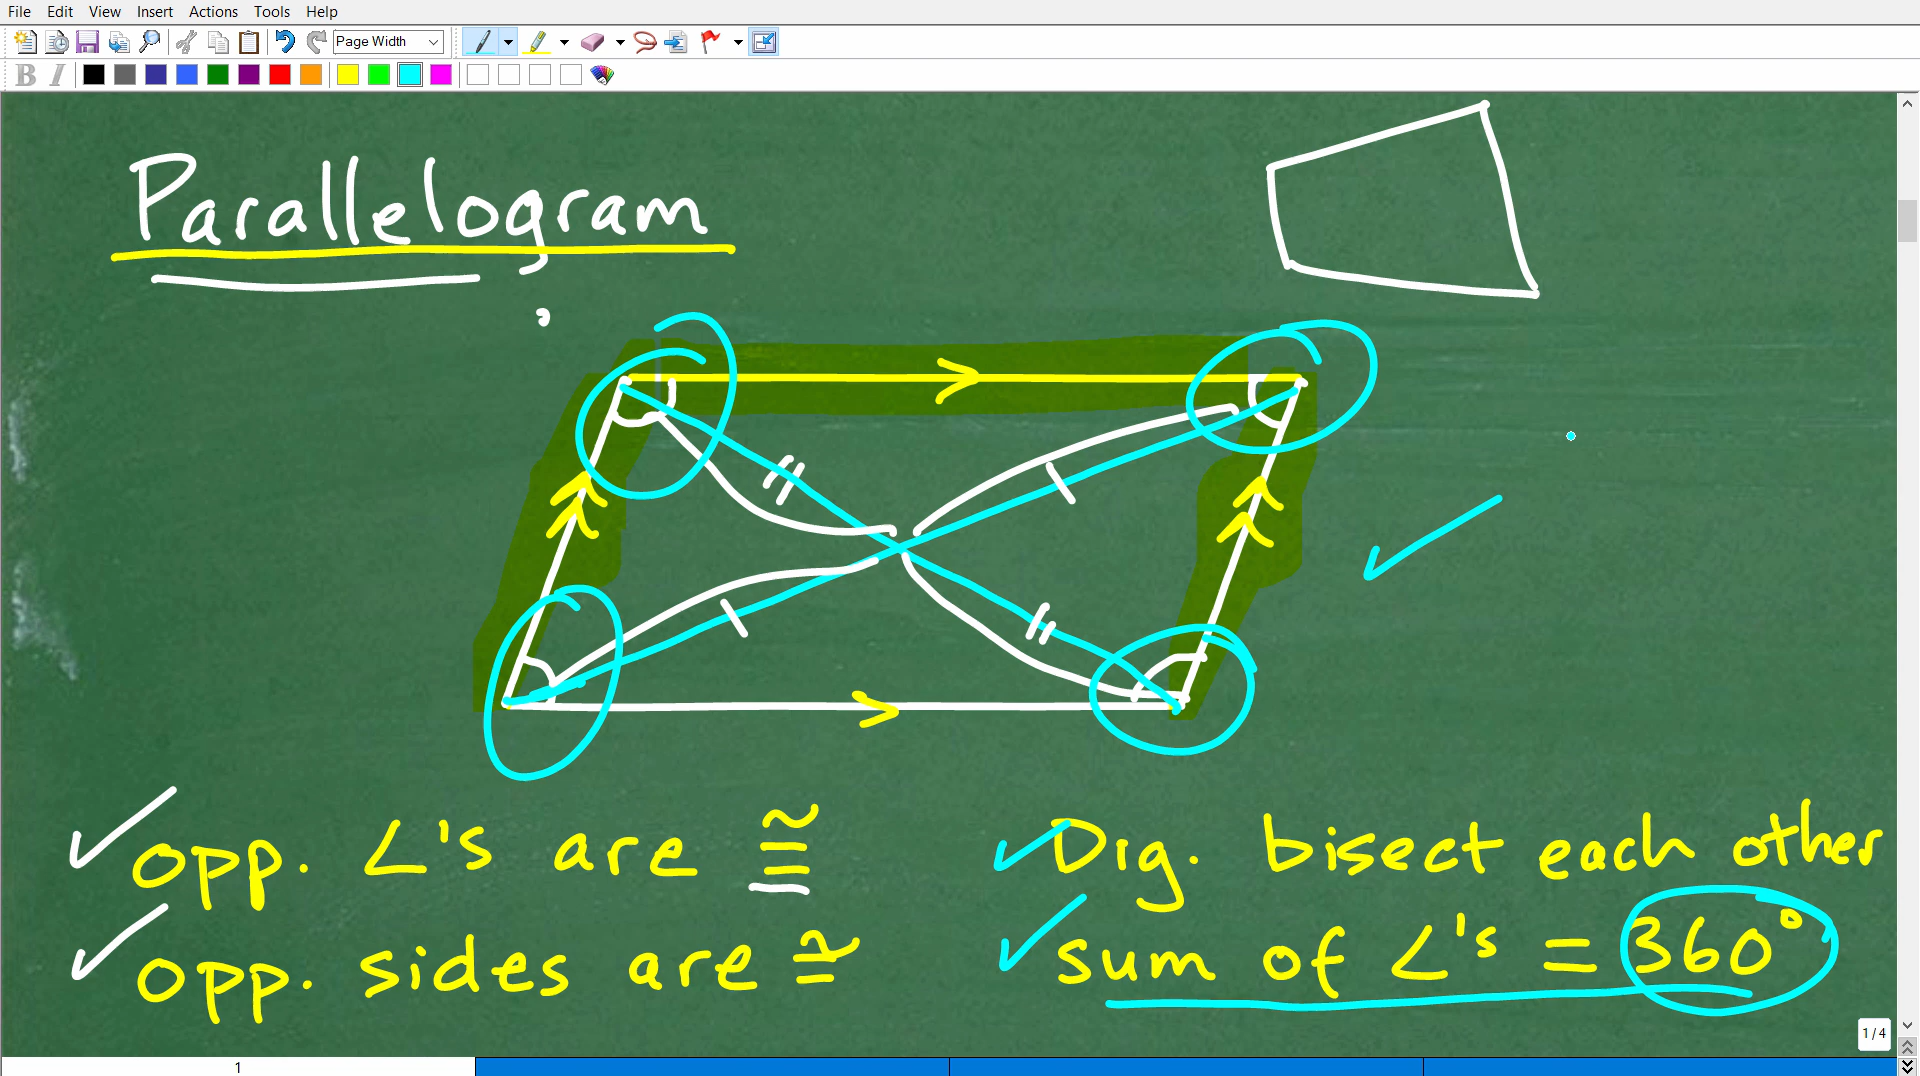 File Edit View Insert Actions Tools Help
Page Width
B I
Parallelogram
?
opp. ∠'s are ≅
opp. sides are ≅
Dig. bisect each other
sum of ∠'s = 360°
1 / 4
1